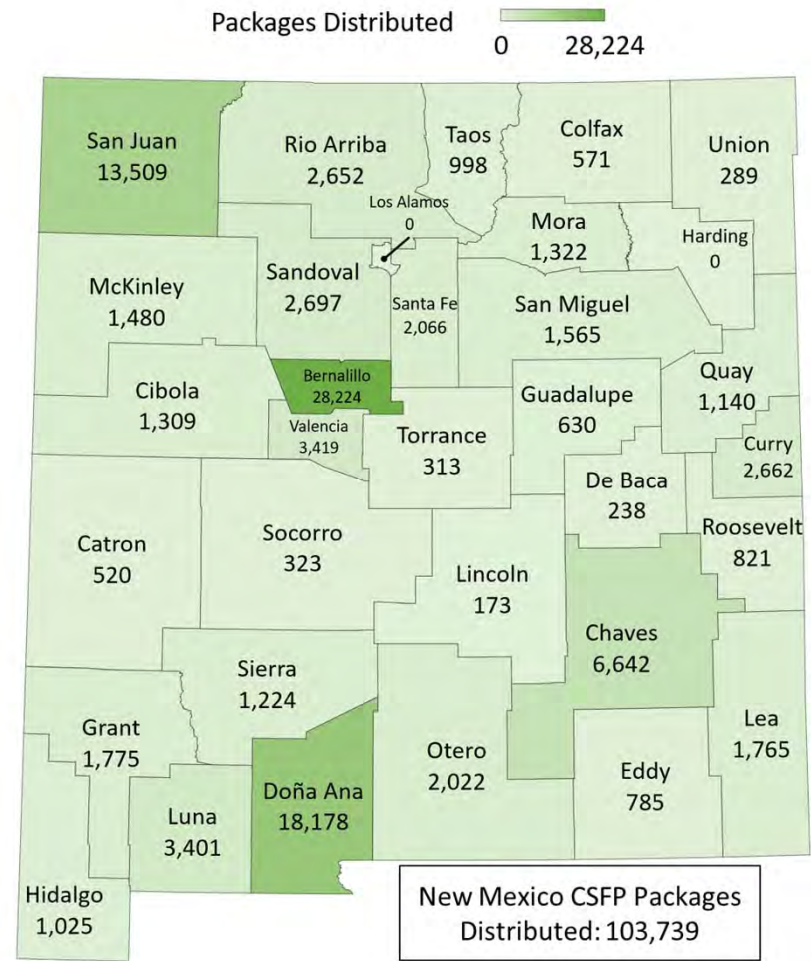 Packages Distributed
0 28,224
San Juan
13,509
Rio Arriba
2,652
Taos
998
Colfax
571
Union
289
Los Alamos
0
Mora
1,322
Harding
0
McKinley
1,480
Sandoval
2,697
Santa Fe
2,066
San Miguel
1,565
Quay
1,140
Cibola
1,309
Bernalillo
28,224
Valencia
3,419
Torrance
313
Guadalupe
630
Curry
2,662
De Baca
238
Roosevelt
821
Catron
520
Socorro
323
Lincoln
173
Chaves
6,642
Sierra
1,224
Grant
1,775
Luna
3,401
Doña Ana
18,178
Otero
2,022
Eddy
785
Lea
1,765
Hidalgo
1,025
New Mexico CSFP Packages
Distributed: 103,739